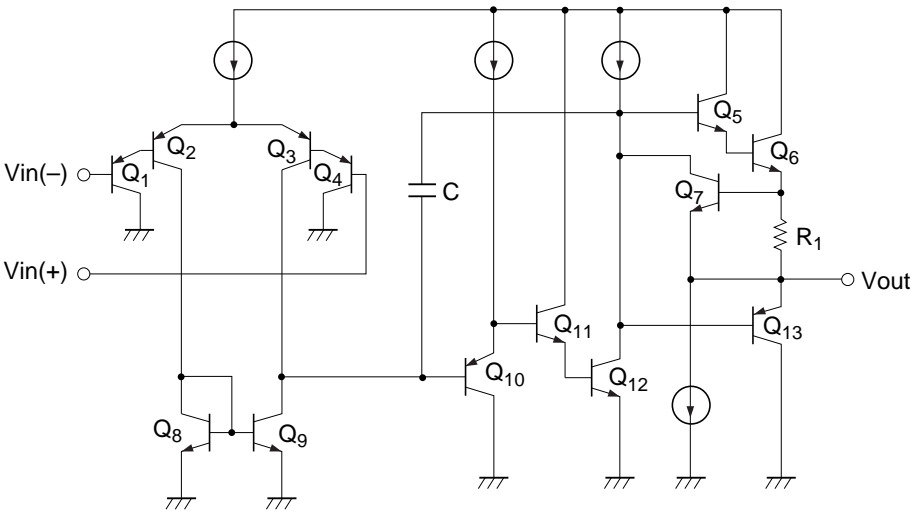 Q5
Q6
Q2
Q3
Vin(–)
Q1
Q4
C
Q7
R1
Vin(+)
Vout
Q11
Q13
Q10
Q12
Q8
Q9